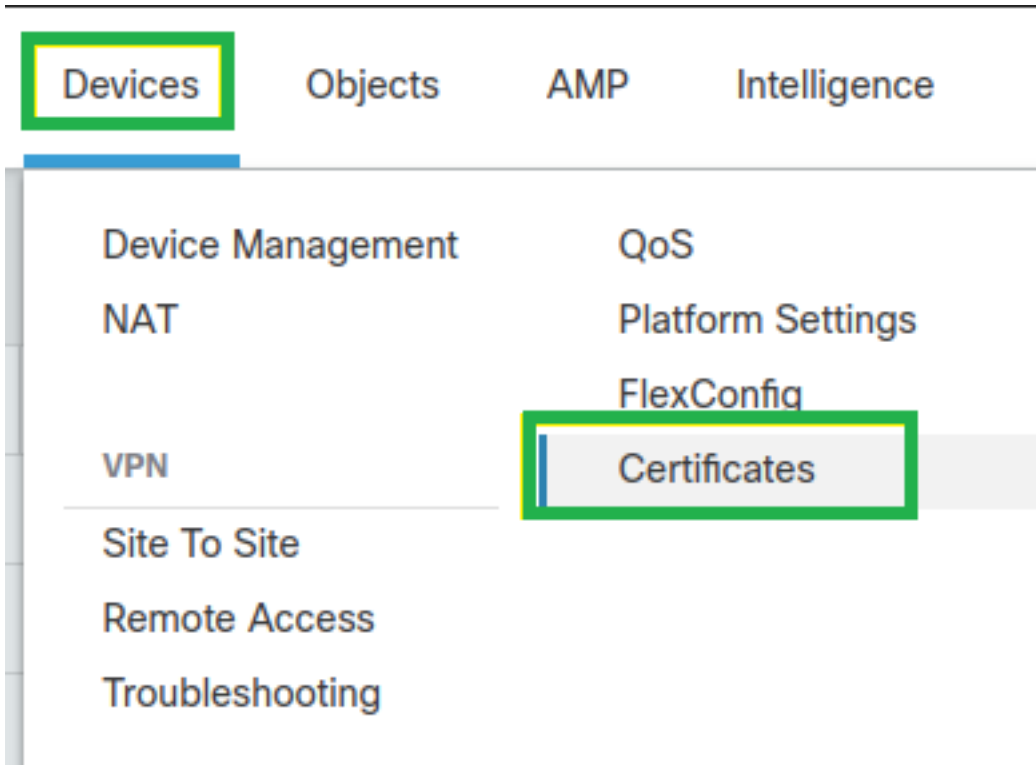 Devices Objects AMP Intelligence
Device Management
NAT
VPN
Site To Site
Remote Access
Troubleshooting
QoS
Platform Settings
FlexConfig
Certificates